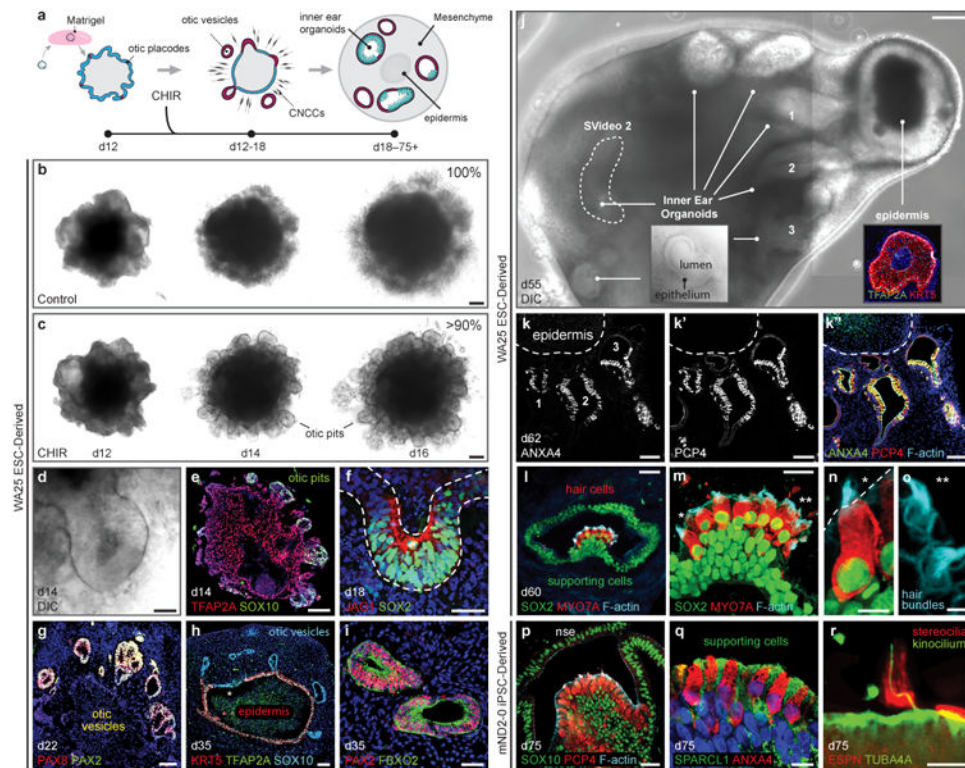 a
Matrigel
otic placodes
otic vesicles
inner ear
organoids
Mesenchyme
CHIR
CNCCs
epidermis
d12
d12-18
d18–75+
WA25 ESC-Derived
b
100%
Control
c
>90%
otic pits
CHIR
d12
d14
d16
d
d14
DIC
e
otic pits
d14
TFAP2A SOX10
f
d18
JAG1 SOX2
g
otic
vesicles
d22
PAX8 PAX2
h
otic vesicles
*
epidermis
d35
KRT5 TFAP2A SOX10
i
d35
PAX2 FBXO2
WA25 ESC-Derived
j
SVideo 2
1
2
Inner Ear
Organoids
3
epidermis
lumen
epithelium
TFAP2A KRT5
d55
DIC
k
epidermis
3
1
2
d62
ANXA4
k'
PCP4
k''
ANXA4 PCP4 F-actin
l
hair cells
supporting cells
d60
SOX2 MYO7A F-actin
m
*
**
SOX2 MYO7A F-actin
n
*
o
**
hair
bundles
mND2-0 iPSC-Derived
p
nse
d75
SOX10 PCP4 F-actin
q
supporting cells
d75
SPARCL1 ANXA4
r
stereocilia
kinocilium
d75
ESPN TUBA4A